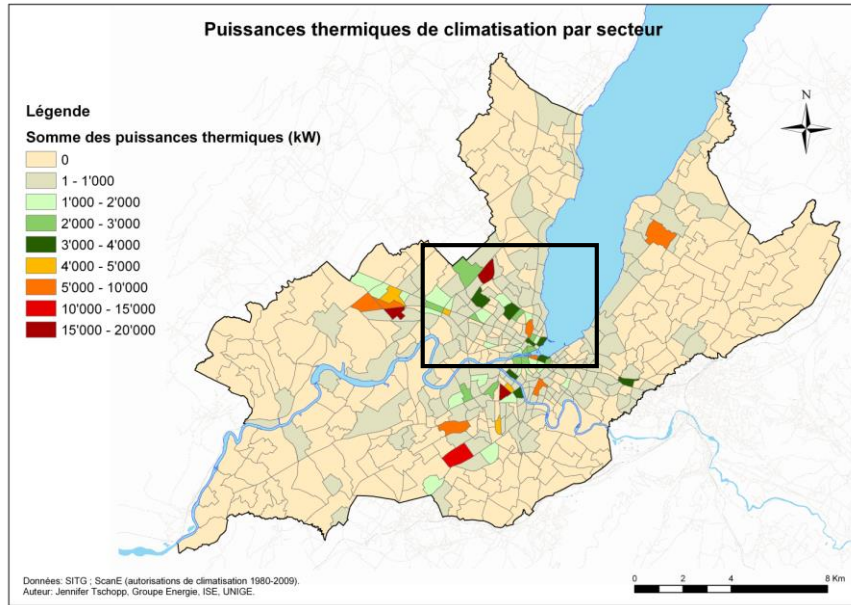 Puissances thermiques de climatisation par secteur
N
Légende
Somme des puissances thermiques (kW)
0
1 - 1'000
1'000 - 2'000
2'000 - 3'000
3'000 - 4'000
4'000 - 5'000
5'000 - 10'000
10'000 - 15'000
15'000 - 20'000
Données: SITG ; ScanE (autorisations de climatisation 1980-2009).
Auteur: Jennifer Tschopp, Groupe Energie, ISE, UNIGE.
0 2 4 8 Km